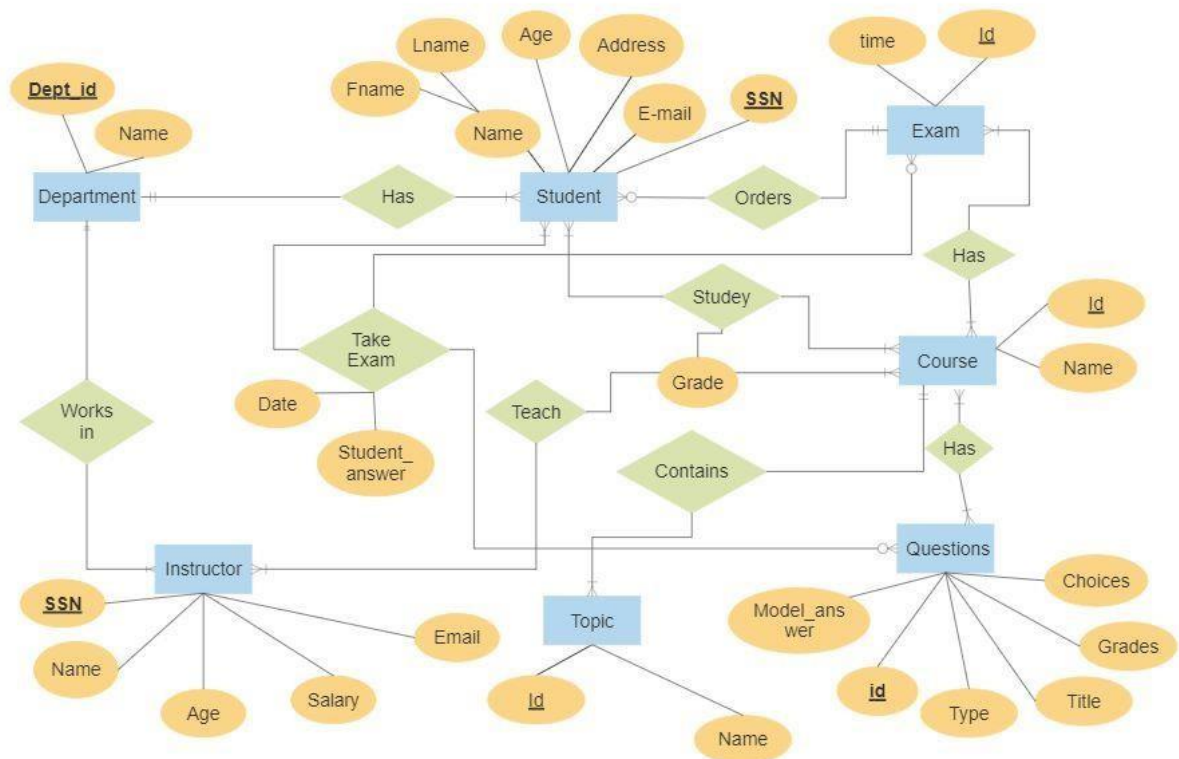 Lname
Age
Address
time
Id
Dept_id
Fname
E-mail
SSN
Name
Name
Exam
Department
Has
Student
Orders
Has
Studey
Id
Take
Exam
Course
Name
Date
Grade
Teach
Works
in
Student_
answer
Contains
Has
Instructor
Questions
SSN
Choices
Model_ans
wer
Topic
Email
Grades
Name
Salary
Id
id
Title
Age
Type
Name